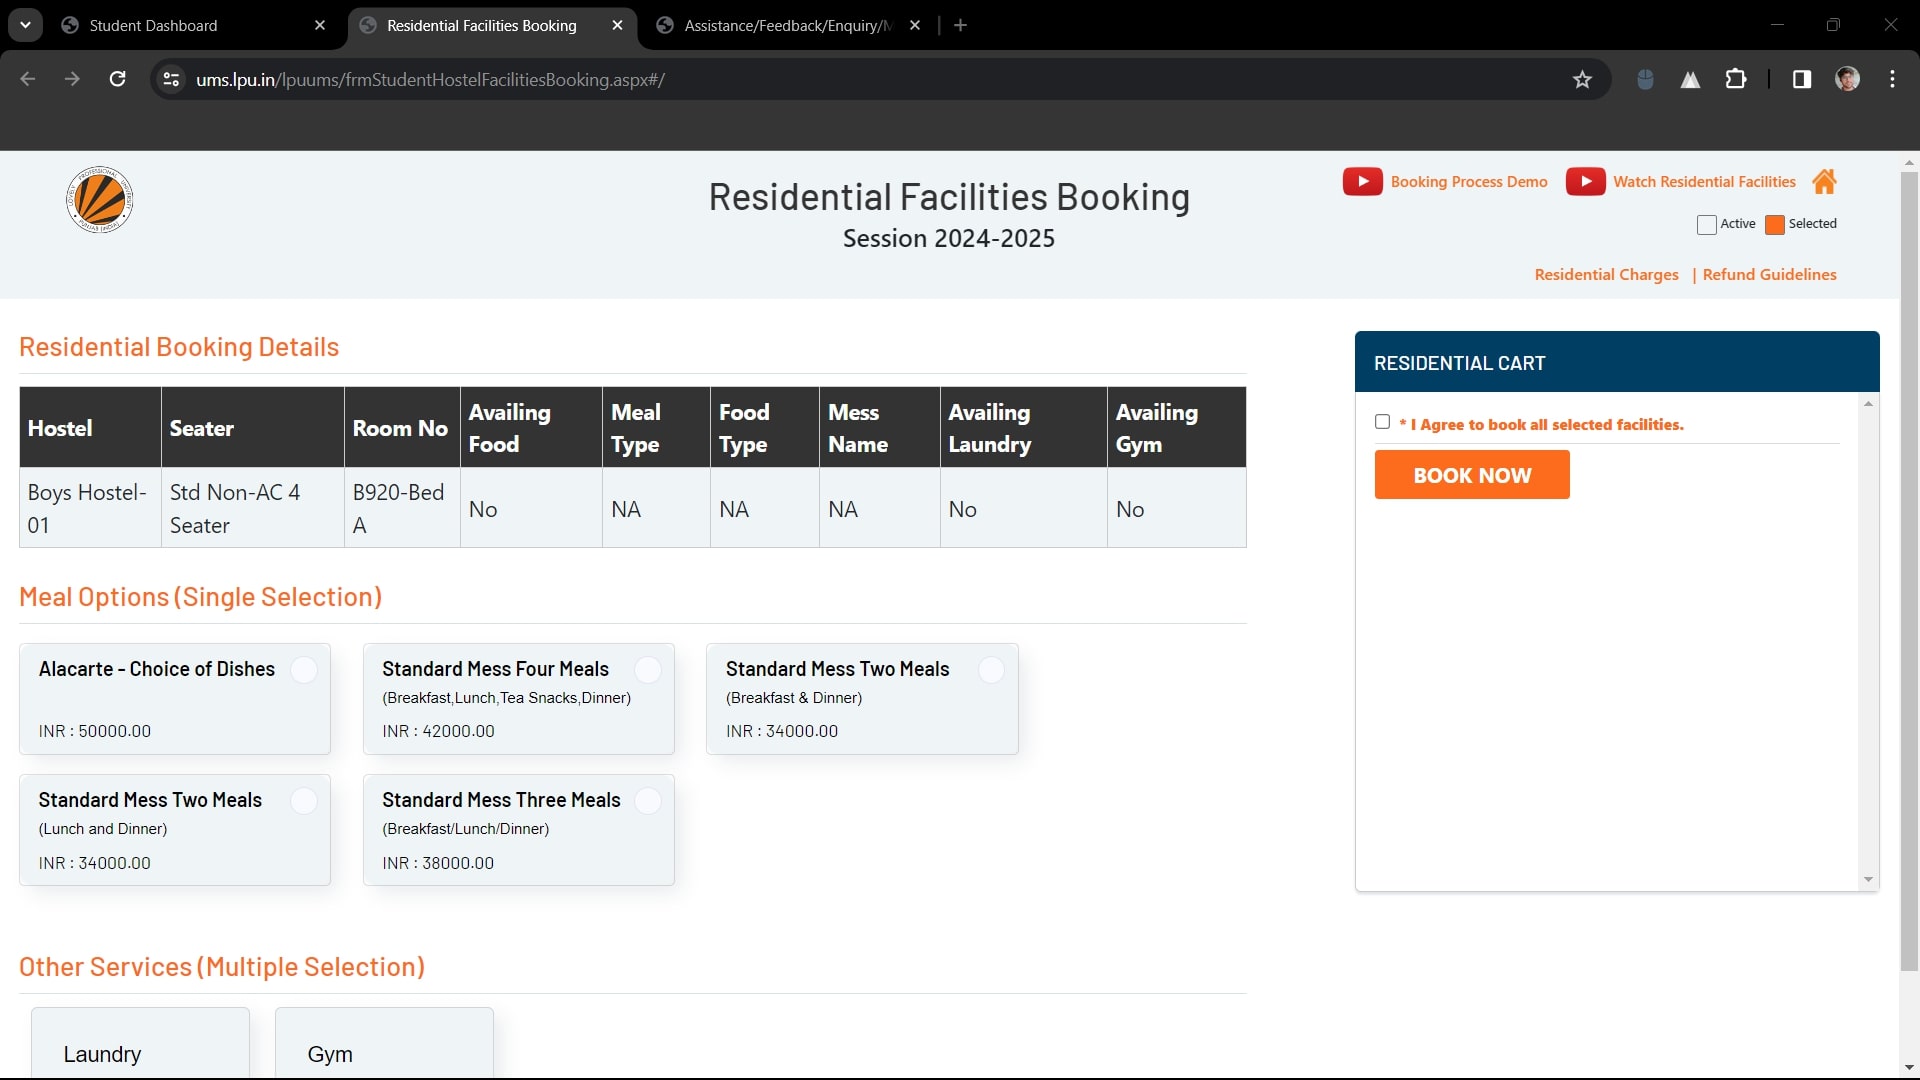 Student Dashboard
Residential Facilities Booking
Assistance/Feedback/Enquiry/
ums.lpu.in/lpuums/frmStudentHostelFacilitiesBooking.aspx#/
Residential Facilities Booking
Session 2024-2025
Booking Process Demo
Watch Residential Facilities
Active
Selected
Residential Charges | Refund Guidelines
Residential Booking Details
Hostel Seater Room No Availing Food Meal Type Food Type Mess Name Availing Laundry Availing Gym
Boys Hostel-01 Std Non-AC 4 Seater B920-Bed A No NA NA NA No No
RESIDENTIAL CART
* I Agree to book all selected facilities.
BOOK NOW
Meal Options (Single Selection)
Alacarte - Choice of Dishes
INR : 50000.00
Standard Mess Four Meals
(Breakfast,Lunch,Tea Snacks,Dinner)
INR : 42000.00
Standard Mess Two Meals
(Breakfast & Dinner)
INR : 34000.00
Standard Mess Two Meals
(Lunch and Dinner)
INR : 34000.00
Standard Mess Three Meals
(Breakfast/Lunch/Dinner)
INR : 38000.00
Other Services (Multiple Selection)
Laundry
Gym